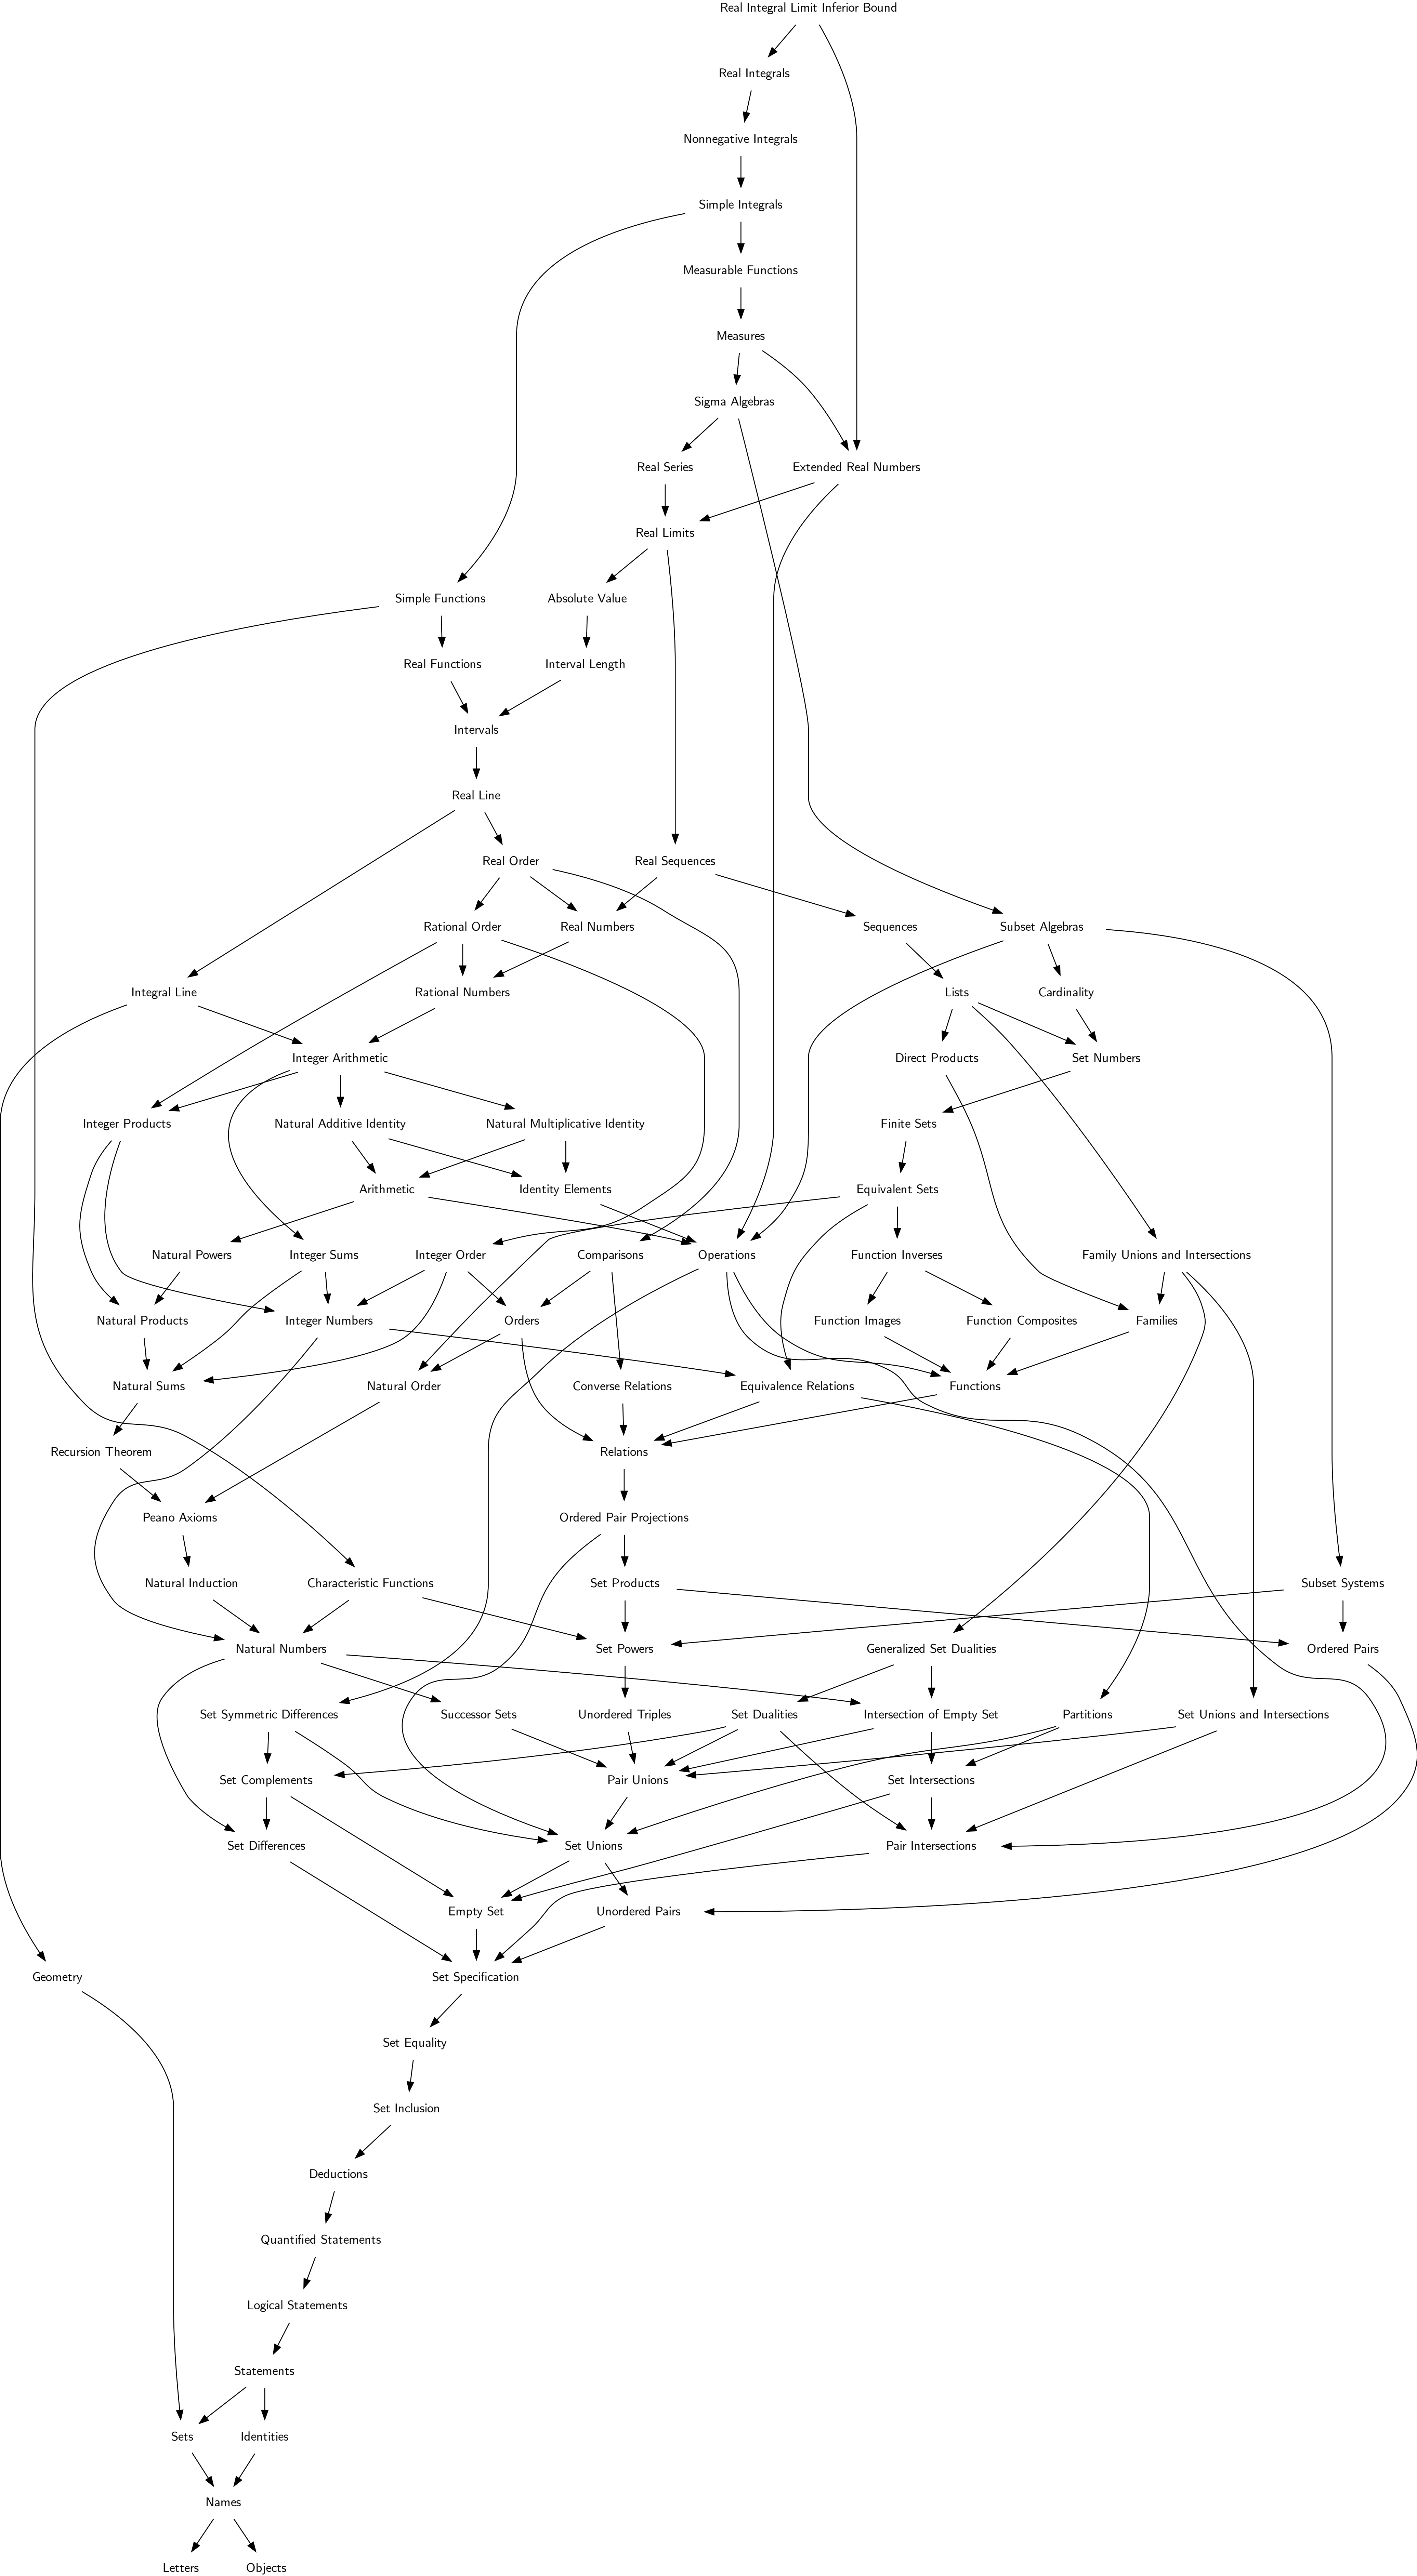 Real Integral Limit Inferior Bound
Real Integrals
Nonnegative Integrals
Simple Integrals
Measurable Functions
Measures
Sigma Algebras
Real Series
Extended Real Numbers
Real Limits
Simple Functions
Absolute Value
Real Functions
Interval Length
Intervals
Real Line
Real Order
Real Sequences
Rational Order
Real Numbers
Sequences
Subset Algebras
Integral Line
Rational Numbers
Lists
Cardinality
Integer Arithmetic
Direct Products
Set Numbers
Integer Products
Natural Additive Identity
Natural Multiplicative Identity
Finite Sets
Arithmetic
Identity Elements
Equivalent Sets
Natural Powers
Integer Sums
Integer Order
Comparisons
Operations
Function Inverses
Family Unions and Intersections
Natural Products
Integer Numbers
Orders
Function Images
Function Composites
Families
Natural Sums
Natural Order
Converse Relations
Equivalence Relations
Functions
Recursion Theorem
Relations
Peano Axioms
Ordered Pair Projections
Natural Induction
Characteristic Functions
Set Products
Subset Systems
Natural Numbers
Set Powers
Generalized Set Dualities
Ordered Pairs
Set Symmetric Differences
Successor Sets
Unordered Triples
Set Dualities
Intersection of Empty Set
Partitions
Set Unions and Intersections
Set Complements
Pair Unions
Set Intersections
Set Differences
Set Unions
Pair Intersections
Empty Set
Unordered Pairs
Geometry
Set Specification
Set Equality
Set Inclusion
Deductions
Quantified Statements
Logical Statements
Statements
Sets
Identities
Names
Letters
Objects